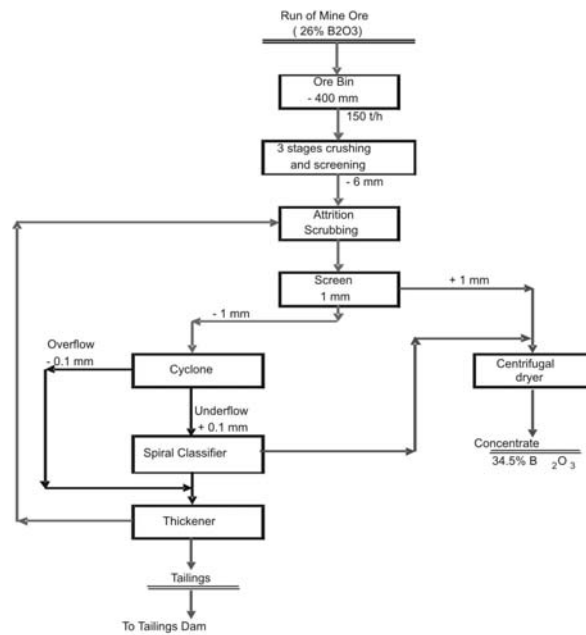 Run of Mine Ore
( 26% B2O3)
Ore Bin
- 400 mm
150 t/h
3 stages crushing
and screening
- 6 mm
Attrition
Scrubbing
Screen
1 mm
+ 1 mm
- 1 mm
Overflow
- 0.1 mm
Cyclone
Centrifugal
dryer
Underflow
+ 0.1 mm
Spiral Classifier
Concentrate
34.5% B 2O3
Thickener
Tailings
To Tailings Dam